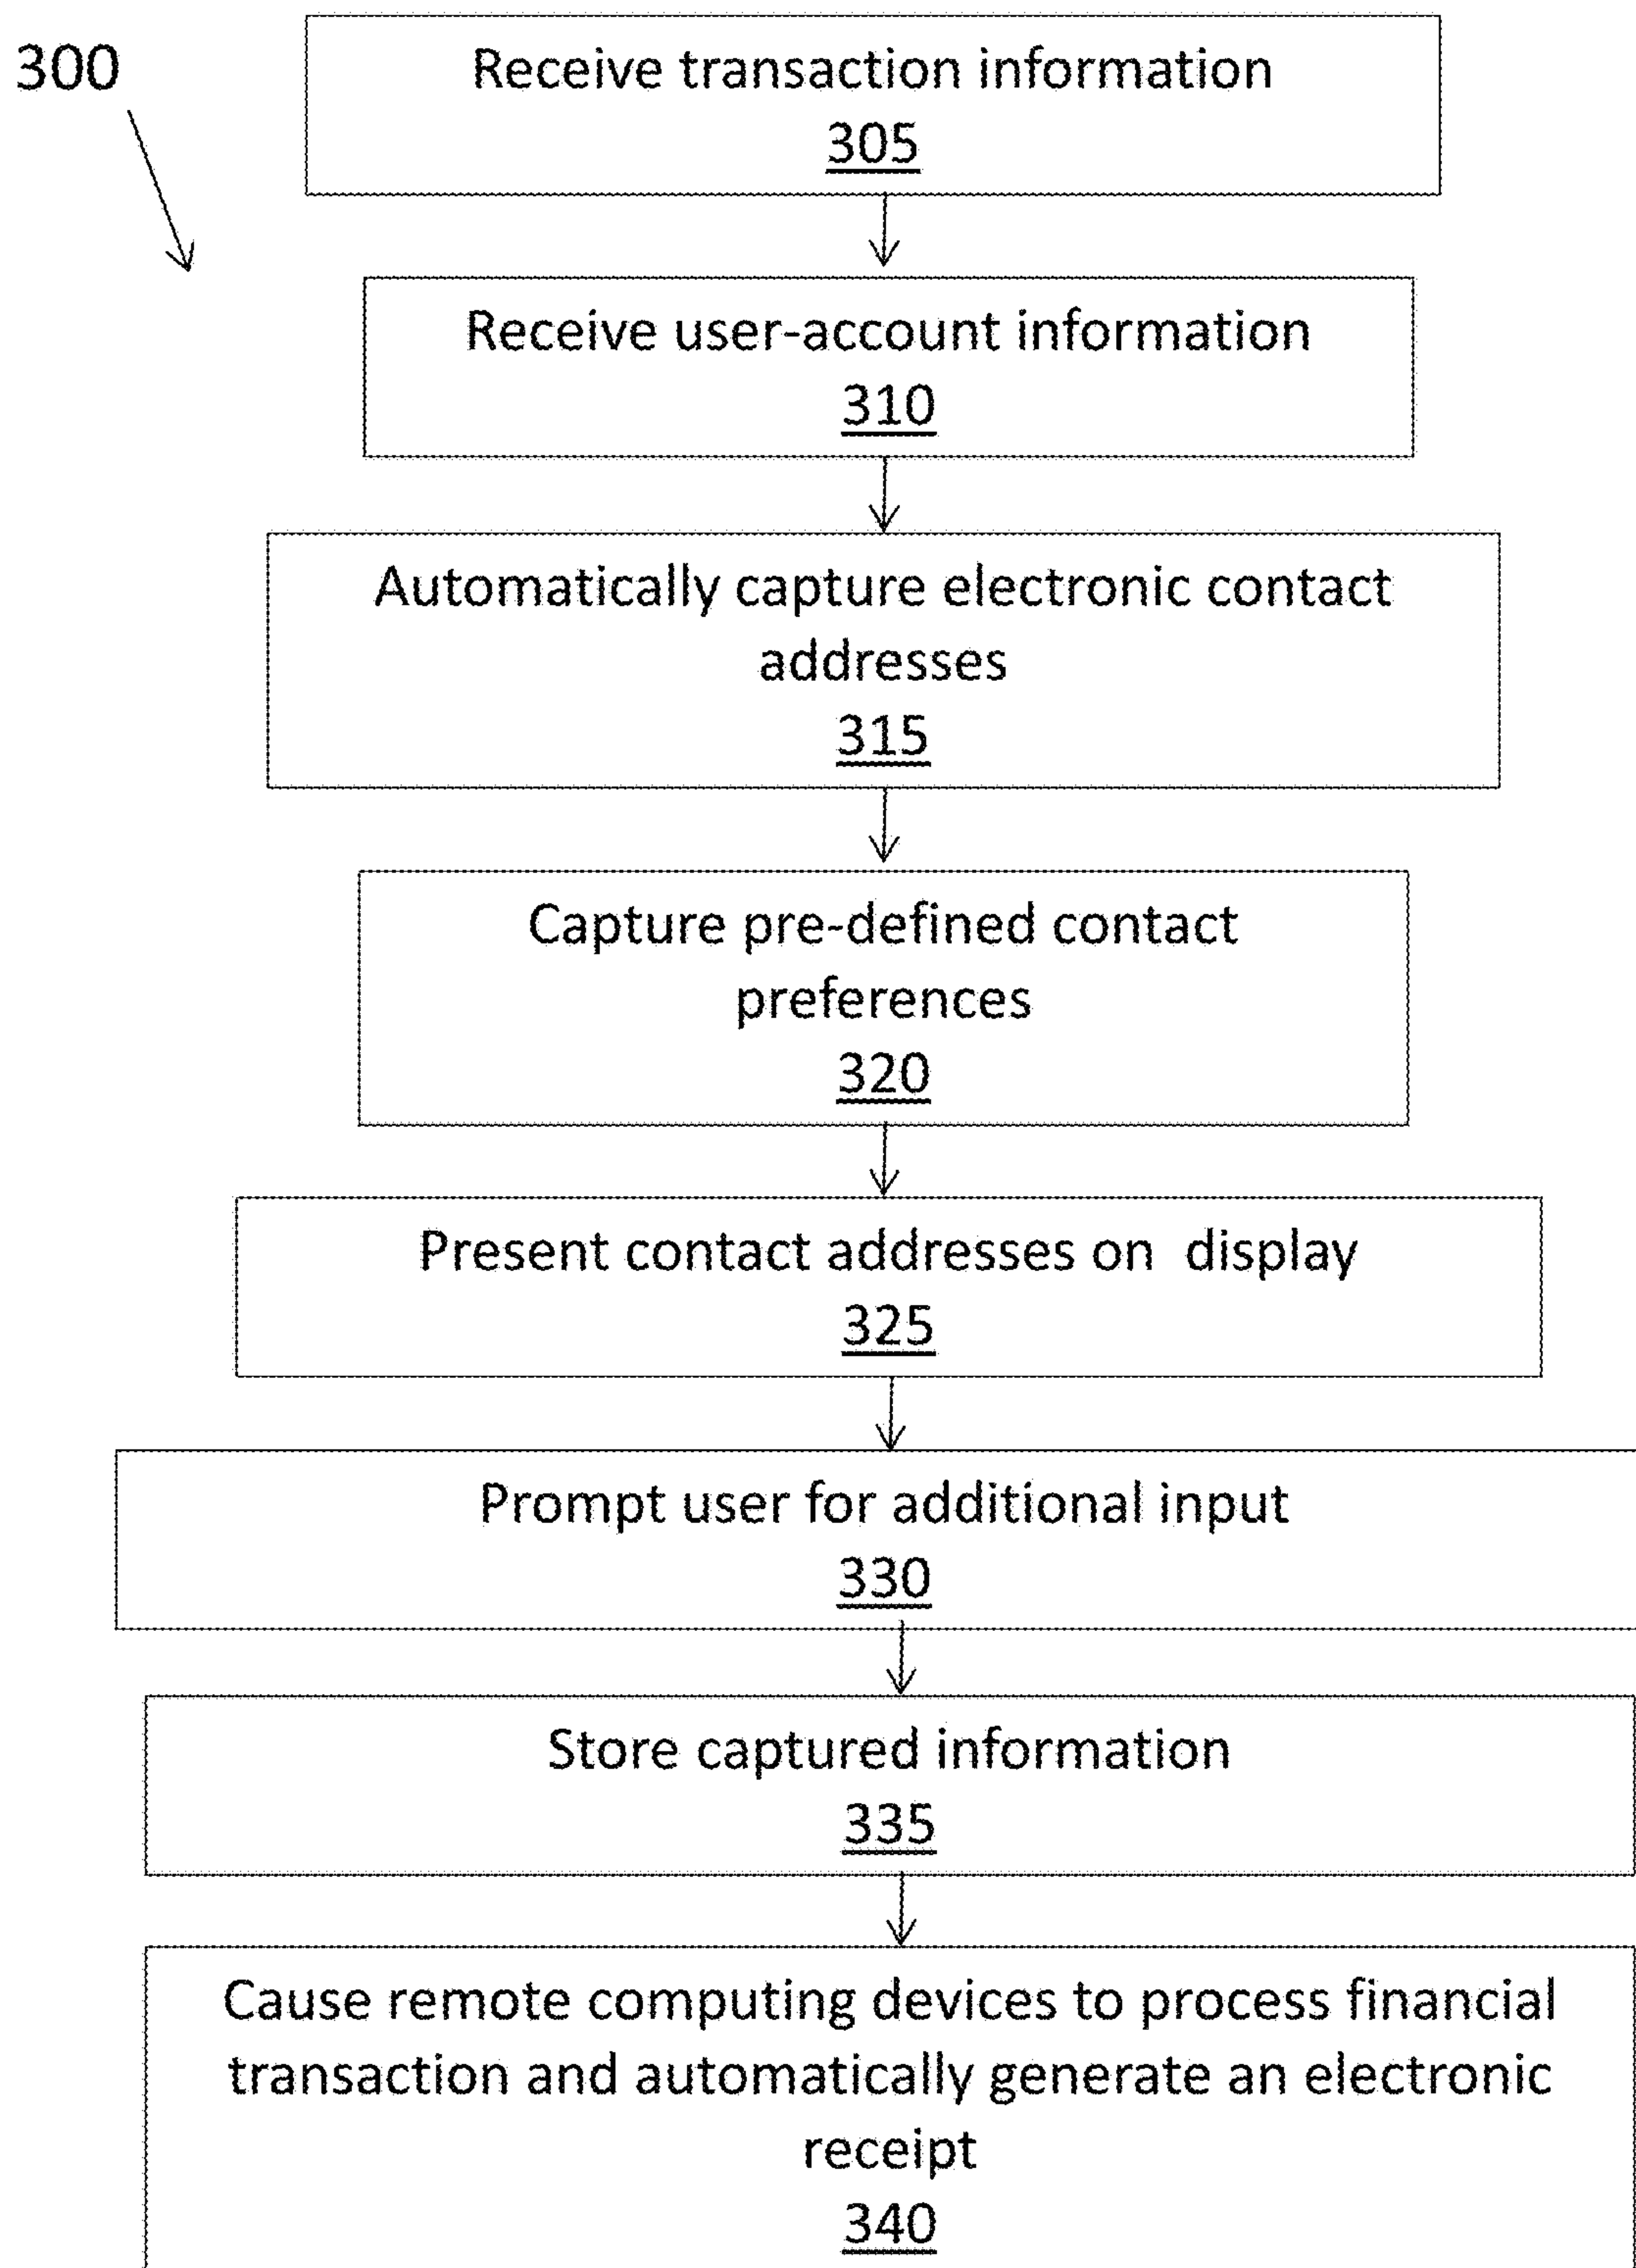 300
Receive transaction information
305
Receive user-account information
310
Automatically capture electronic contact
addresses
315
Capture pre-defined contact
preferences
320
Present contact addresses on  display
325
Prompt user for additional input
330
Store captured information
335
Cause remote computing devices to process financial
transaction and automatically generate an electronic
receipt
340